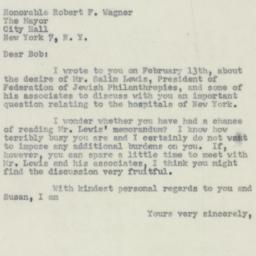 Honorable Robert F. Wagner
The Mayor
City Hall
New York 7, N. Y.
Dear Bob:
I wrote to you on February 13th, about
the desire of Mr. Salim Lewis, President of
Federation of Jewish Philanthropies, and some of
his associates to discuss with you an important
question relating to the hospitals of New York.
I wonder whether you have had a chance
of reading Mr. Lewis' memorandum? I know how
terribly busy you are and I certainly do not want
to impose any additional burdens on you. If,
however, you can spare a little time to meet with
Mr. Lewis and his associates, I think you might
find the discussion very fruitful.
With kindest personal regards to you and
Susan, I am
Yours very sincerely,